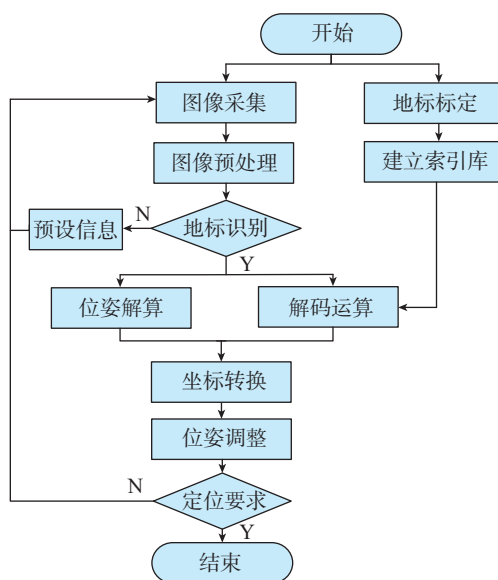 开始
图像采集
地标标定
图像预处理
建立索引库
预设信息
N
地标识别
Y
位姿解算
解码运算
坐标转换
位姿调整
N
定位要求
Y
结束